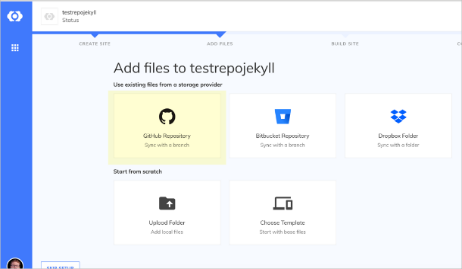 testrepojekyll
Status
CREATE SITE
ADD FILES
BUILD SITE
Add files to testrepojekyll
Use existing files from a storage provider
GitHub Repository
Sync with a branch
Bitbucket Repository
Sync with a branch
Dropbox Folder
Sync with a folder
Start from scratch
Upload Folder
Add local files
Choose Template
Start with base files